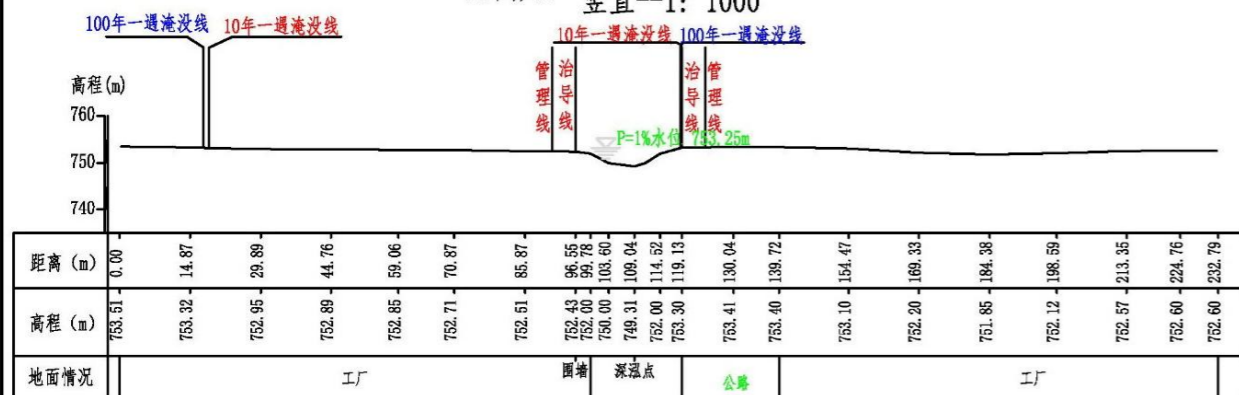 竖直--1: 1000
100年一遇淹没线 10年一遇淹没线
10年一遇淹没线 100年一遇淹没线
管理线
治导线
治导线
管理线
高程(m)
760
750
740
P=1%水位 753.25m
距离 (m) 0.00 14.87 29.89 44.76 59.06 70.87 85.87 96.55 99.78 103.60 109.04 114.52 119.13 130.04 139.72 154.47 169.33 184.38 198.59 213.35 224.76 232.79
高程 (m) 753.51 753.32 752.95 752.89 752.85 752.71 752.51 752.43 752.00 750.00 749.31 752.00 753.30 753.41 753.40 753.10 752.20 751.85 752.12 752.57 752.60 752.60
地面情况 工厂 围墙 深泓点 公路 工厂